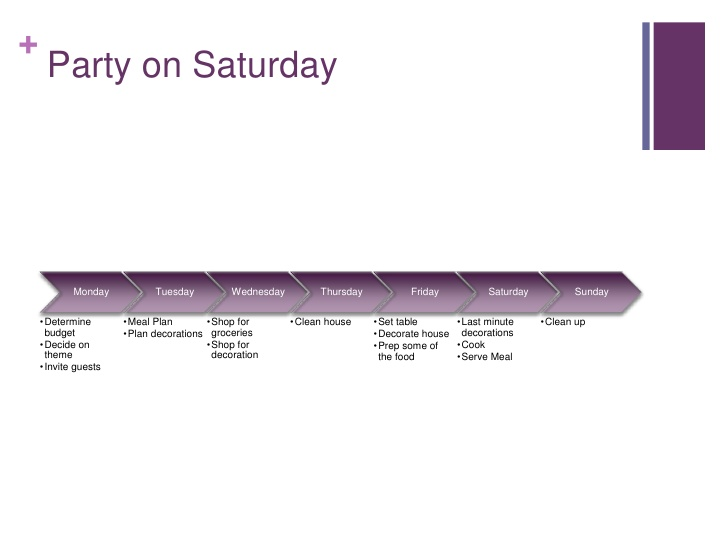 +
Party on Saturday
Monday
Tuesday
Wednesday
Thursday
Friday
Saturday
Sunday
•Determine
budget
•Decide on
theme
•Invite guests
•Meal Plan
•Plan decorations
•Shop for
groceries
•Shop for
decoration
•Clean house
•Set table
•Decorate house
•Prep some of
the food
•Last minute
decorations
•Cook
•Serve Meal
•Clean up